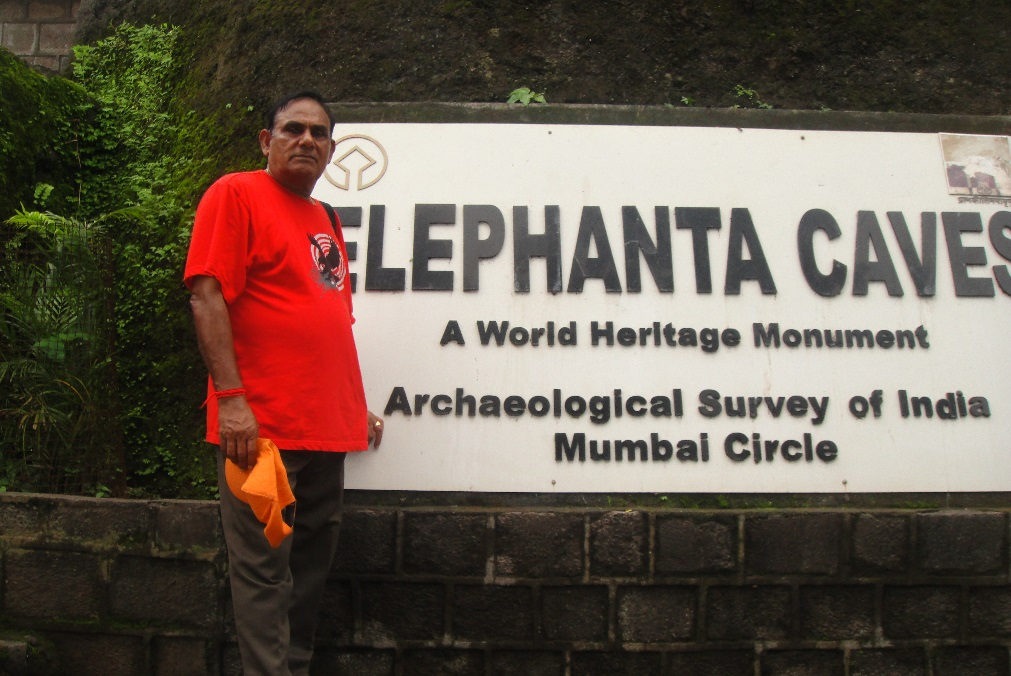 ELEPHANTA CAVES
A World Heritage Monument
Archaeological Survey of India
Mumbai Circle